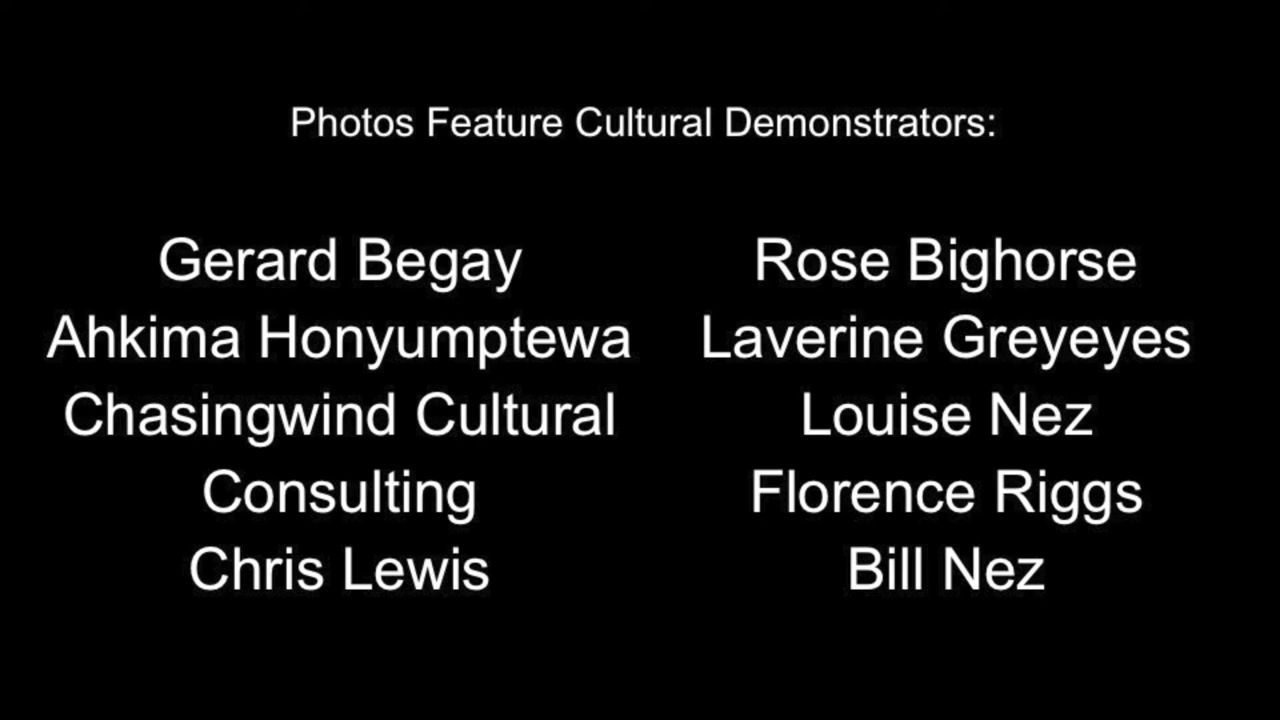 Photos Feature Cultural Demonstrators:
Gerard Begay
Ahkima Honyumptewa
Chasingwind Cultural
Consulting
Chris Lewis
Rose Bighorse
Laverine Greyeyes
Louise Nez
Florence Riggs
Bill Nez